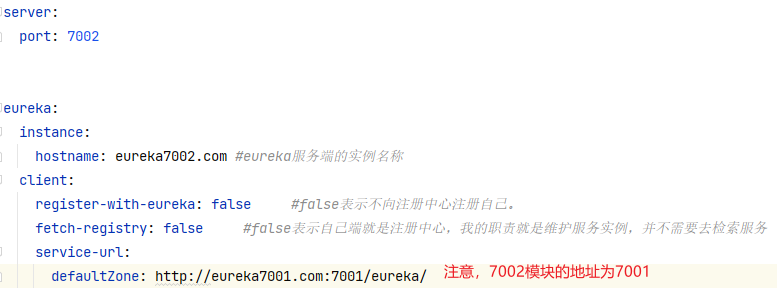 server:
  port: 7002
eureka:
  instance:
    hostname: eureka7002.com #eureka服务端的实例名称
  client:
    register-with-eureka: false     #false表示不向注册中心注册自己。
    fetch-registry: false     #false表示自己端就是注册中心，我的职责就是维护服务实例，并不需要去检索服务
    service-url:
      defaultZone: http://eureka7001.com:7001/eureka/ 注意，7002模块的地址为7001